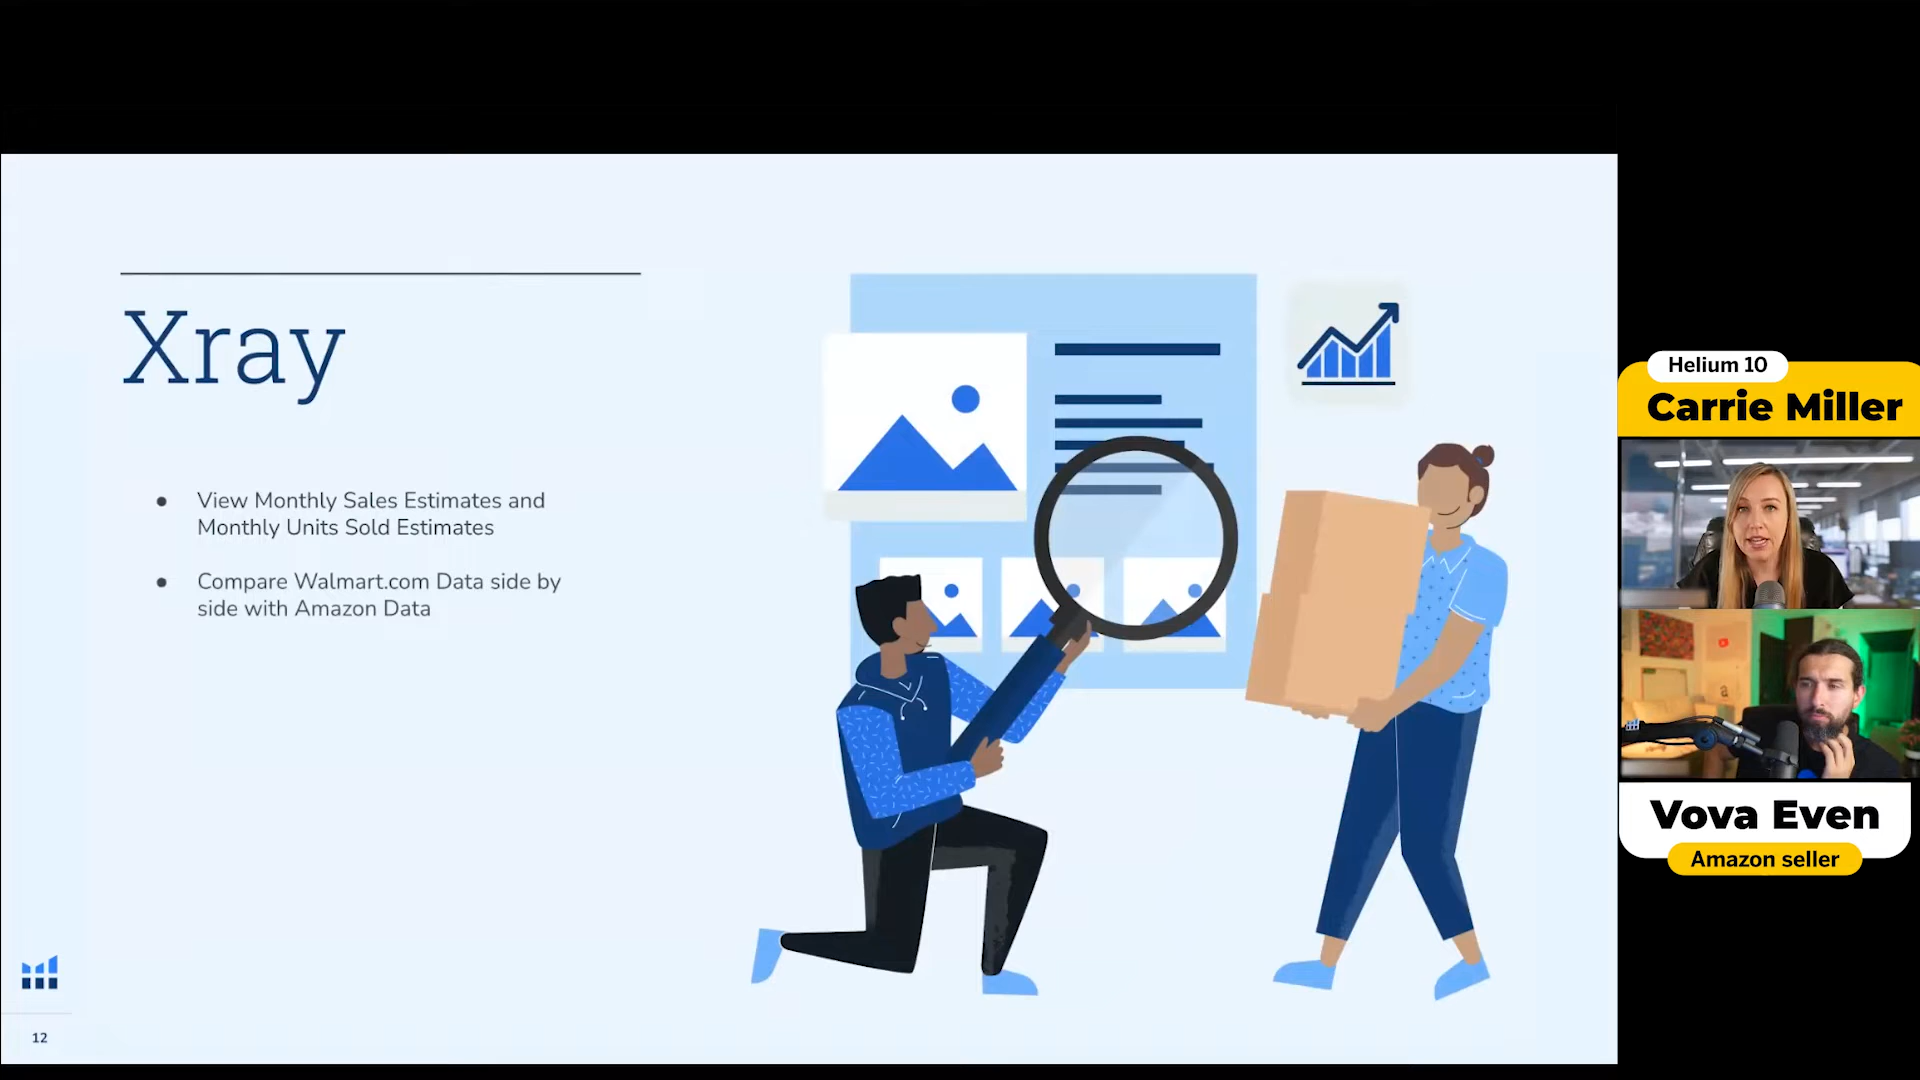 Xray
● View Monthly Sales Estimates and
Monthly Units Sold Estimates
● Compare Walmart.com Data side by
side with Amazon Data
12
Helium 10
Carrie Miller
Vova Even
Amazon seller